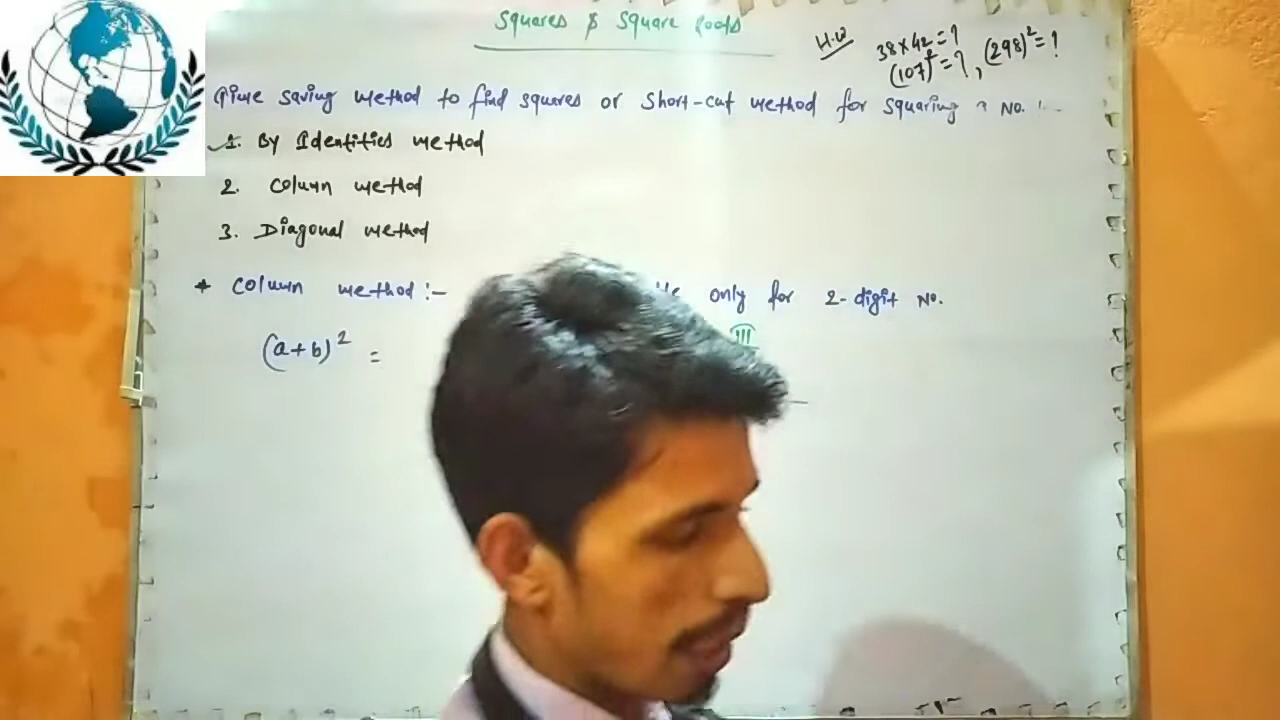 Squares & Square Roots
H.W 38x42=?
(107)²=?, (298)²=?
Time saving method to find squares or Short-cut method for squaring a No.:-
1. By Identities method
2. Column method
3. Diagonal method
* Column method:- only for 2-digit No.
III
(a+b)² =